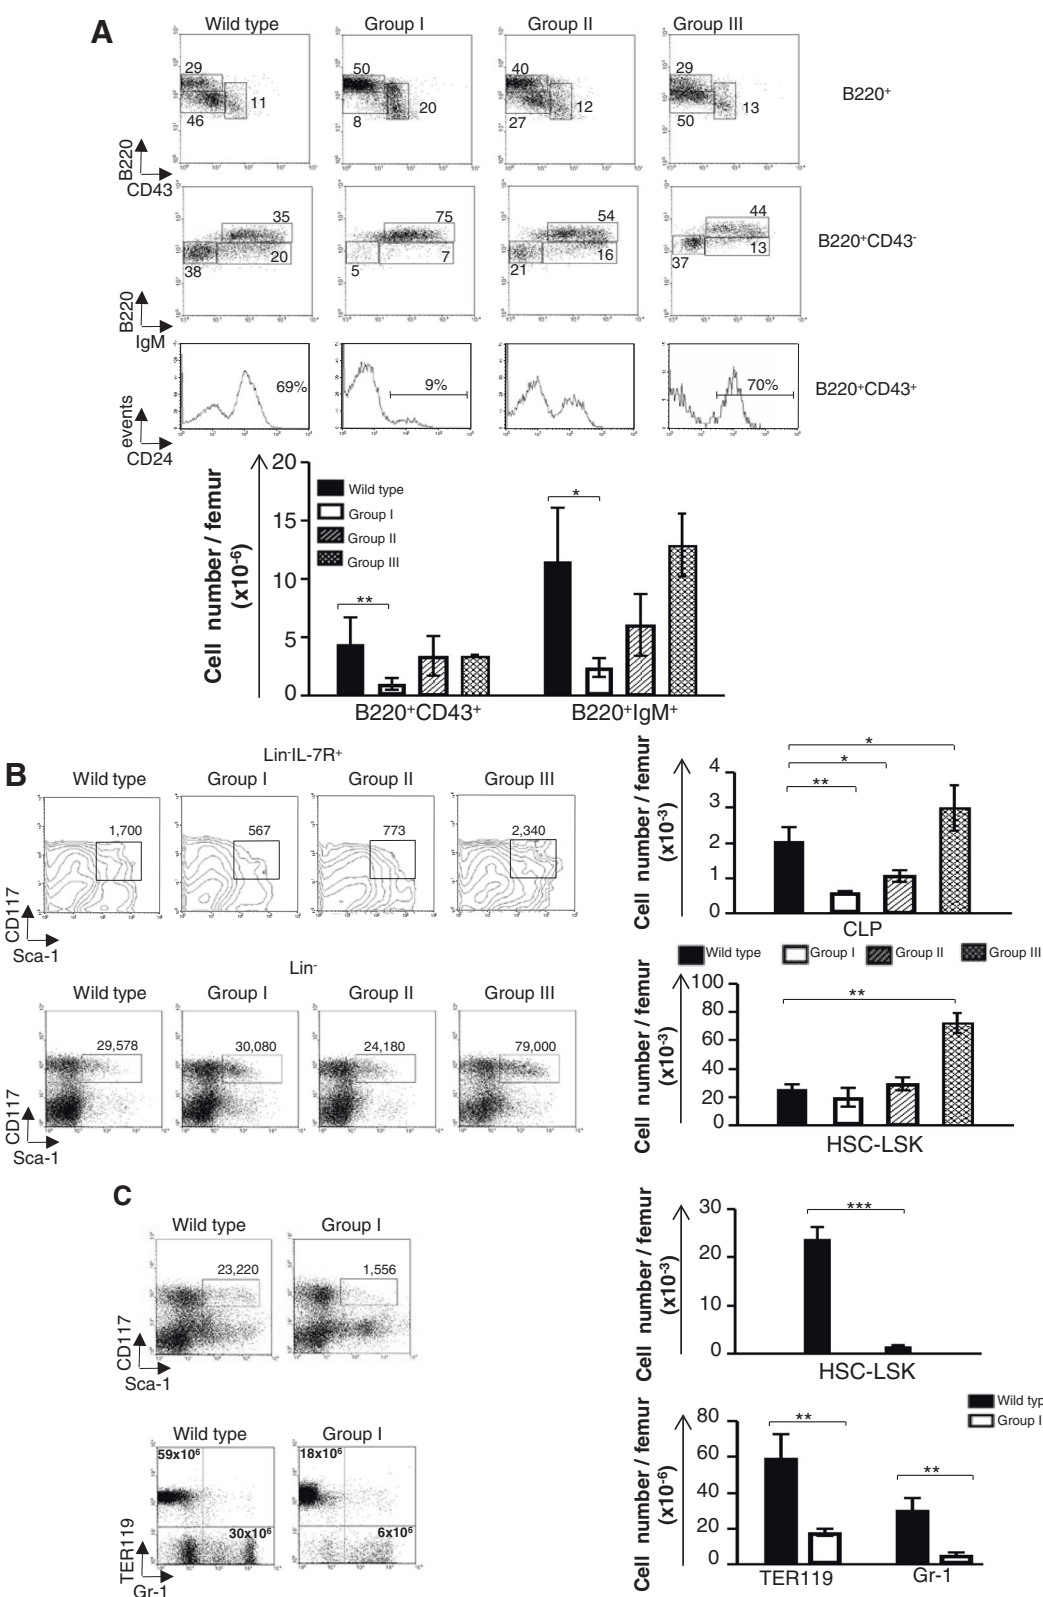 A
Wild type
Group I
Group II
Group III
29
11
46
50
20
8
40
12
27
29
13
50
B220⁺
B220
CD43
35
20
38
75
7
5
54
16
21
44
13
37
B220⁺CD43⁻
B220
IgM
69%
9%
70%
B220⁺CD43⁺
events
CD24
Cell number / femur
(x10⁻⁶)
20
15
10
5
0
Wild type
Group I
Group II
Group III
**
*
B220⁺CD43⁺
B220⁺IgM⁺
B
Lin⁻IL-7R⁺
Wild type
Group I
Group II
Group III
1,700
567
773
2,340
CD117
Sca-1
Cell number / femur
(x10⁻³)
4
3
2
1
0
*
*
**
CLP
Wild type
Group I
Group II
Group III
Lin⁻
Wild type
Group I
Group II
Group III
29,578
30,080
24,180
79,000
CD117
Sca-1
Cell number / femur
(x10⁻³)
100
80
60
40
20
0
**
HSC-LSK
C
Wild type
Group I
23,220
1,556
CD117
Sca-1
Cell number / femur
(x10⁻³)
30
20
10
0
***
HSC-LSK
Wild type
Group I
59x10⁶
30x10⁶
18x10⁶
6x10⁶
TER119
Gr-1
Cell number / femur
(x10⁻⁶)
80
60
40
20
0
Wild typ
Group I
**
**
TER119
Gr-1